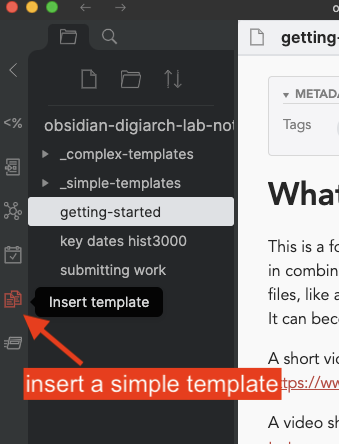 getting-
<%
METADA
Tags
obsidian-digiarch-lab-not
_complex-templates
_simple-templates
getting-started
key dates hist3000
submitting work
Insert template
insert a simple template
What
This is a fo
in combin
files, like a
It can beco
A short vid
https://ww
A video sh